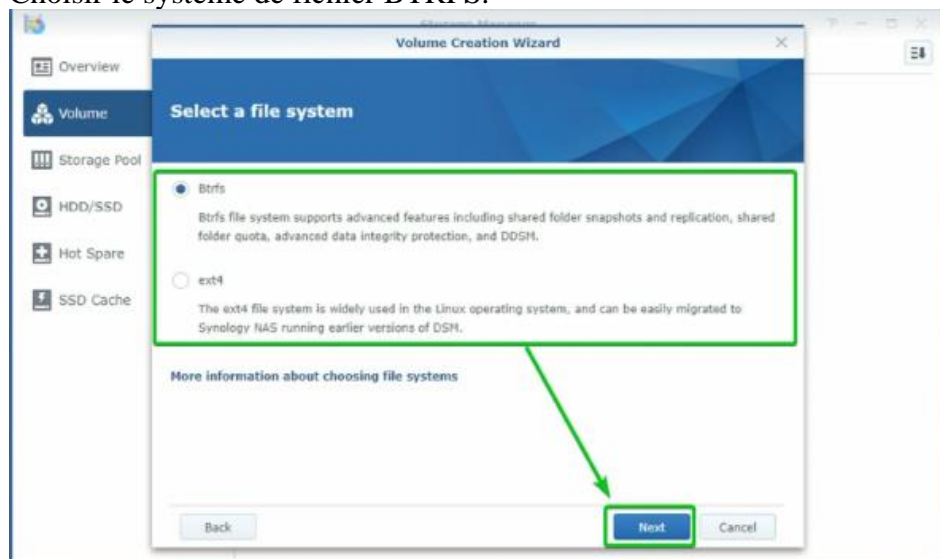 Choisir le système de fichier BTRFS.
Storage Manager
Volume Creation Wizard
Overview
Volume
Storage Pool
HDD/SSD
Hot Spare
SSD Cache
Select a file system
Btrfs
Btrfs file system supports advanced features including shared folder snapshots and replication, shared
folder quota, advanced data integrity protection, and DDSM.
ext4
The ext4 file system is widely used in the Linux operating system, and can be easily migrated to
Synology NAS running earlier versions of DSM.
More information about choosing file systems
Back
Next
Cancel